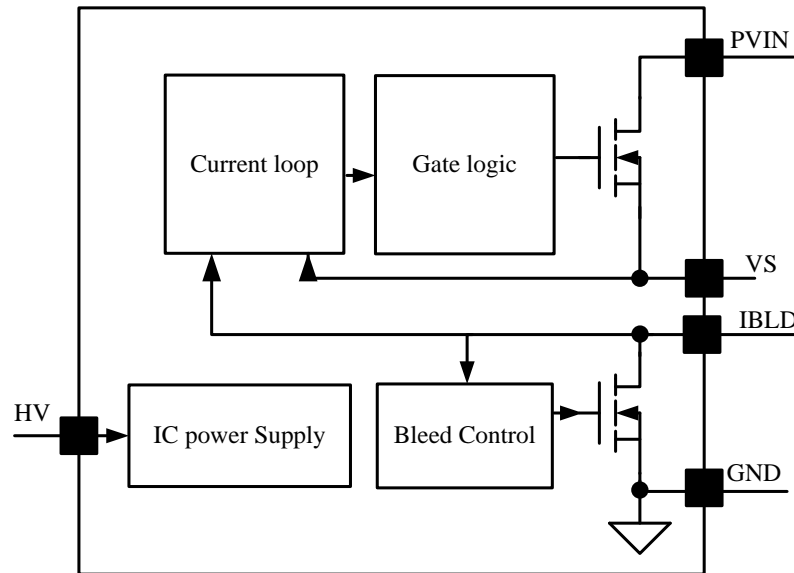 PVIN
Current loop
Gate logic
VS
IBLD
HV
IC power Supply
Bleed Control
GND